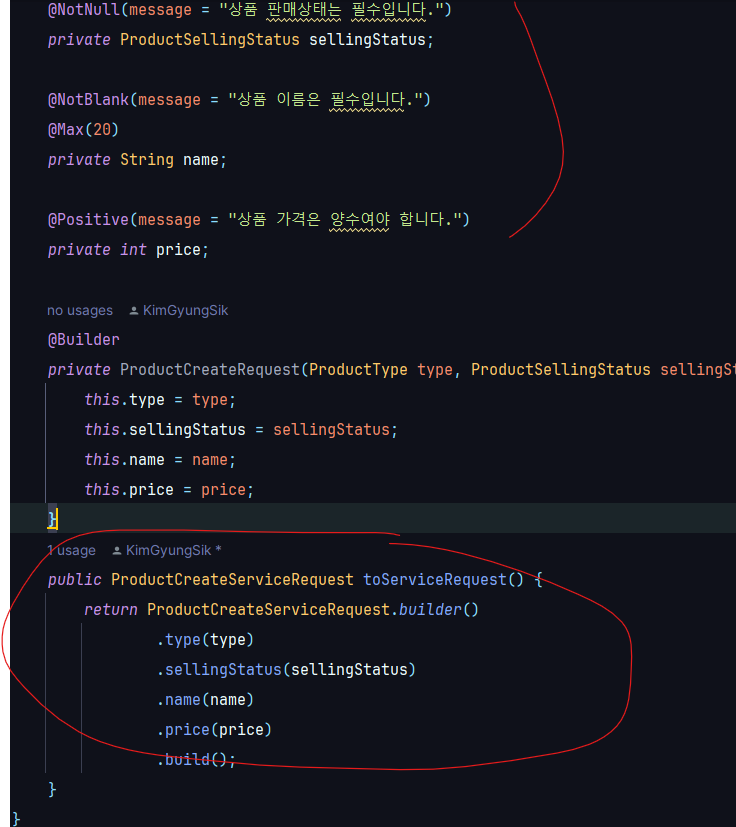 @NotNull(message = "상품 판매상태는 필수입니다.")
private ProductSellingStatus sellingStatus;
@NotBlank(message = "상품 이름은 필수입니다.")
@Max(20)
private String name;
@Positive(message = "상품 가격은 양수여야 합니다.")
private int price;
no usages KimGyungSik
@Builder
private ProductCreateRequest(ProductType type, ProductSellingStatus sellingSt
this.type = type;
this.sellingStatus = sellingStatus;
this.name = name;
this.price = price;
}
1 usage KimGyungSik *
public ProductCreateServiceRequest toServiceRequest() {
return ProductCreateServiceRequest.builder()
.type(type)
.sellingStatus(sellingStatus)
.name(name)
.price(price)
.build();
}
}